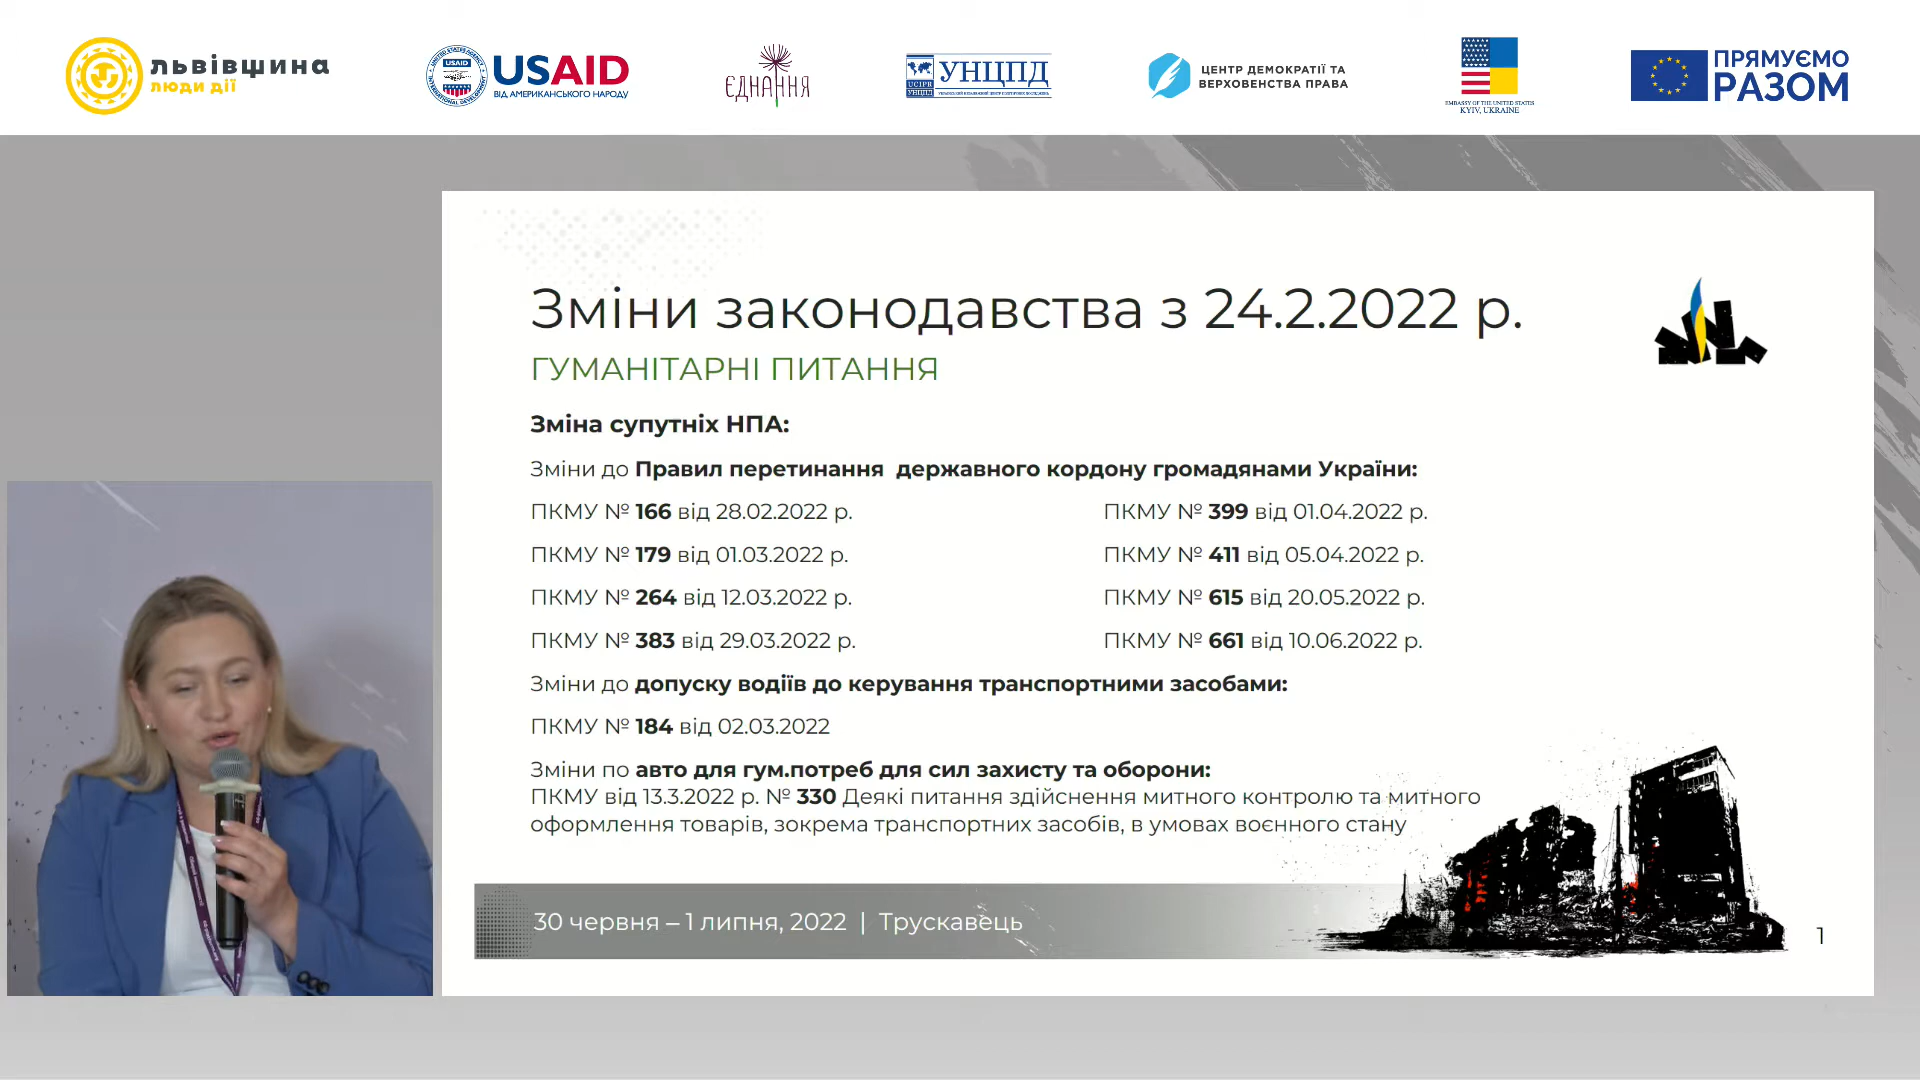 львівщина
люди дії
USAID
USAID
ВІД АМЕРИКАНСЬКОГО НАРОДУ
ЄДНАННЯ
UCIPR
УНЦПД
УНЦПД
ЦЕНТР ДЕМОКРАТІЇ ТА
ВЕРХОВЕНСТВА ПРАВА
EMBASSY OF THE UNITED STATES
KYIV, UKRAINE
ПРЯМУЄМО
РАЗОМ
Зміни законодавства з 24.2.2022 р.
ГУМАНІТАРНІ ПИТАННЯ
Зміна супутніх НПА:
Зміни до Правил перетинання державного кордону громадянами України:
ПКМУ № 166 від 28.02.2022 р.
ПКМУ № 399 від 01.04.2022 р.
ПКМУ № 179 від 01.03.2022 р.
ПКМУ № 411 від 05.04.2022 р.
ПКМУ № 264 від 12.03.2022 р.
ПКМУ № 615 від 20.05.2022 р.
ПКМУ № 383 від 29.03.2022 р.
ПКМУ № 661 від 10.06.2022 р.
Зміни до допуску водіїв до керування транспортними засобами:
ПКМУ № 184 від 02.03.2022
Зміни по авто для гум.потреб для сил захисту та оборони:
ПКМУ від 13.3.2022 р. № 330 Деякі питання здійснення митного контролю та митного
оформлення товарів, зокрема транспортних засобів, в умовах воєнного стану
30 червня – 1 липня, 2022 | Трускавець
1